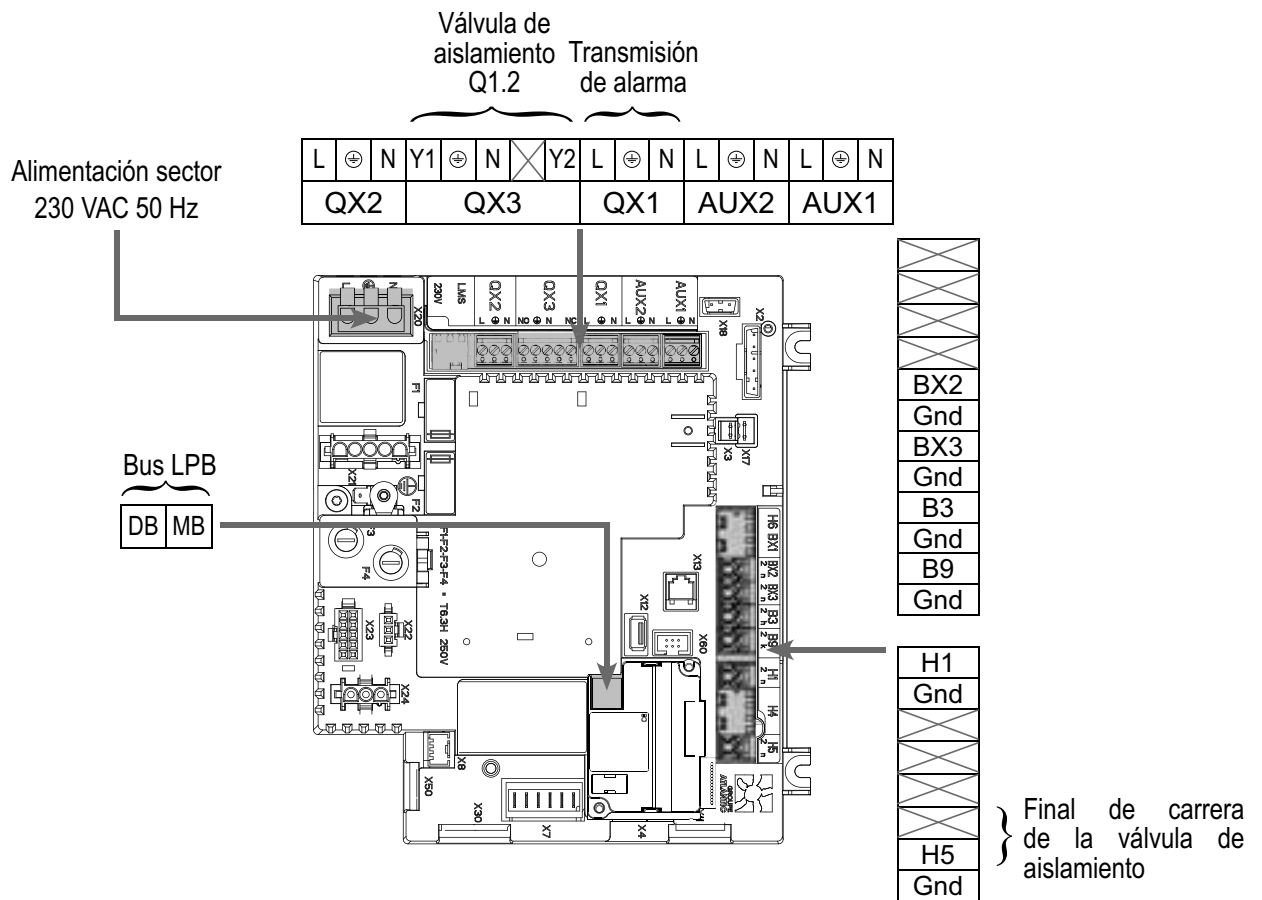 Válvula de
aislamiento
Q1.2
Transmisión
de alarma
L N Y1 N Y2 L N L N L N
QX2 QX3 QX1 AUX2 AUX1
Alimentación sector
230 VAC 50 Hz
L N
X20
LMS
230V
QX2
QX3
QX1
AUX2
AUX1
L N NO N NC L N L N L N
X18
X2
F1
X3
X17
X21
F2
F3
F4
F1-F2-F3-F4 = T6.3H 250V
Bus LPB
DB MB
X13
X12
X60
X23
X22
X24
X8
X50
X30
X7
X4
H6 BX1
BX2
BX3
B3
B9
H1
H4
H5
GROUPE
ATLANTIC
BX2
Gnd
BX3
Gnd
B3
Gnd
B9
Gnd
H1
Gnd
H5
Gnd
Final de carrera
de la válvula de
aislamiento